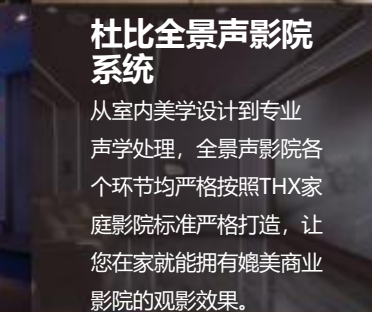 杜比全景声影院
系统
从室内美学设计到专业
声学处理，全景声影院各
个环节均严格按照THX家
庭影院标准严格打造，让
您在家就能拥有媲美商业
影院的观影效果。